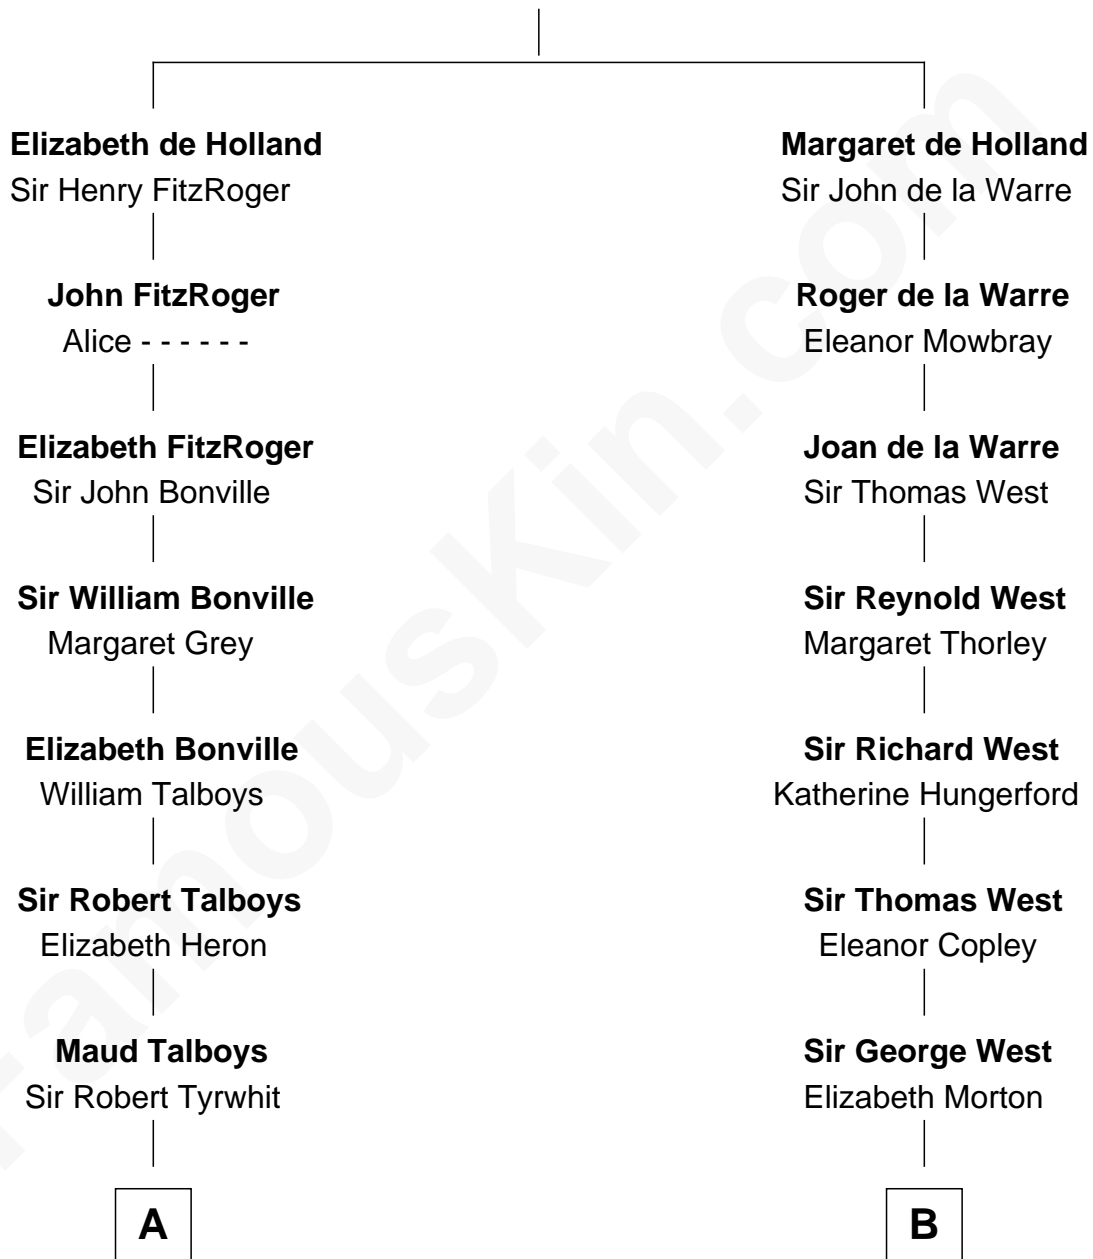 Elizabeth de Holland
Sir Henry FitzRoger
John FitzRoger
Alice - - - - - -
Elizabeth FitzRoger
Sir John Bonville
Sir William Bonville
Margaret Grey
Elizabeth Bonville
William Talboys
Sir Robert Talboys
Elizabeth Heron
Maud Talboys
Sir Robert Tyrwhit
A
Margaret de Holland
Sir John de la Warre
Roger de la Warre
Eleanor Mowbray
Joan de la Warre
Sir Thomas West
Sir Reynold West
Margaret Thorley
Sir Richard West
Katherine Hungerford
Sir Thomas West
Eleanor Copley
Sir George West
Elizabeth Morton
B
FamousKin.com